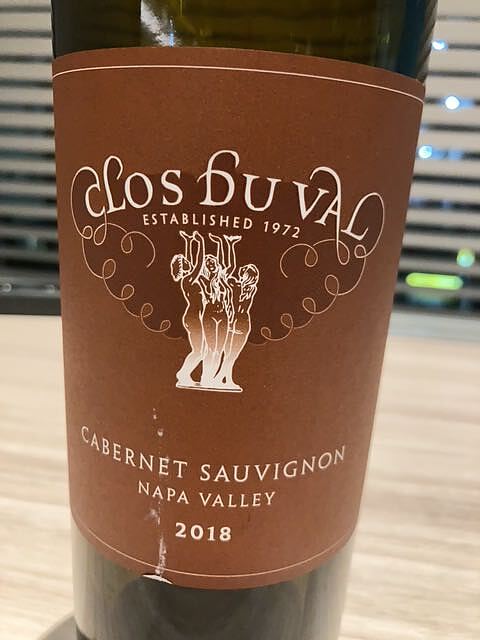 CLOS DU VAL
ESTABLISHED 1972
CABERNET SAUVIGNON
NAPA VALLEY
2018